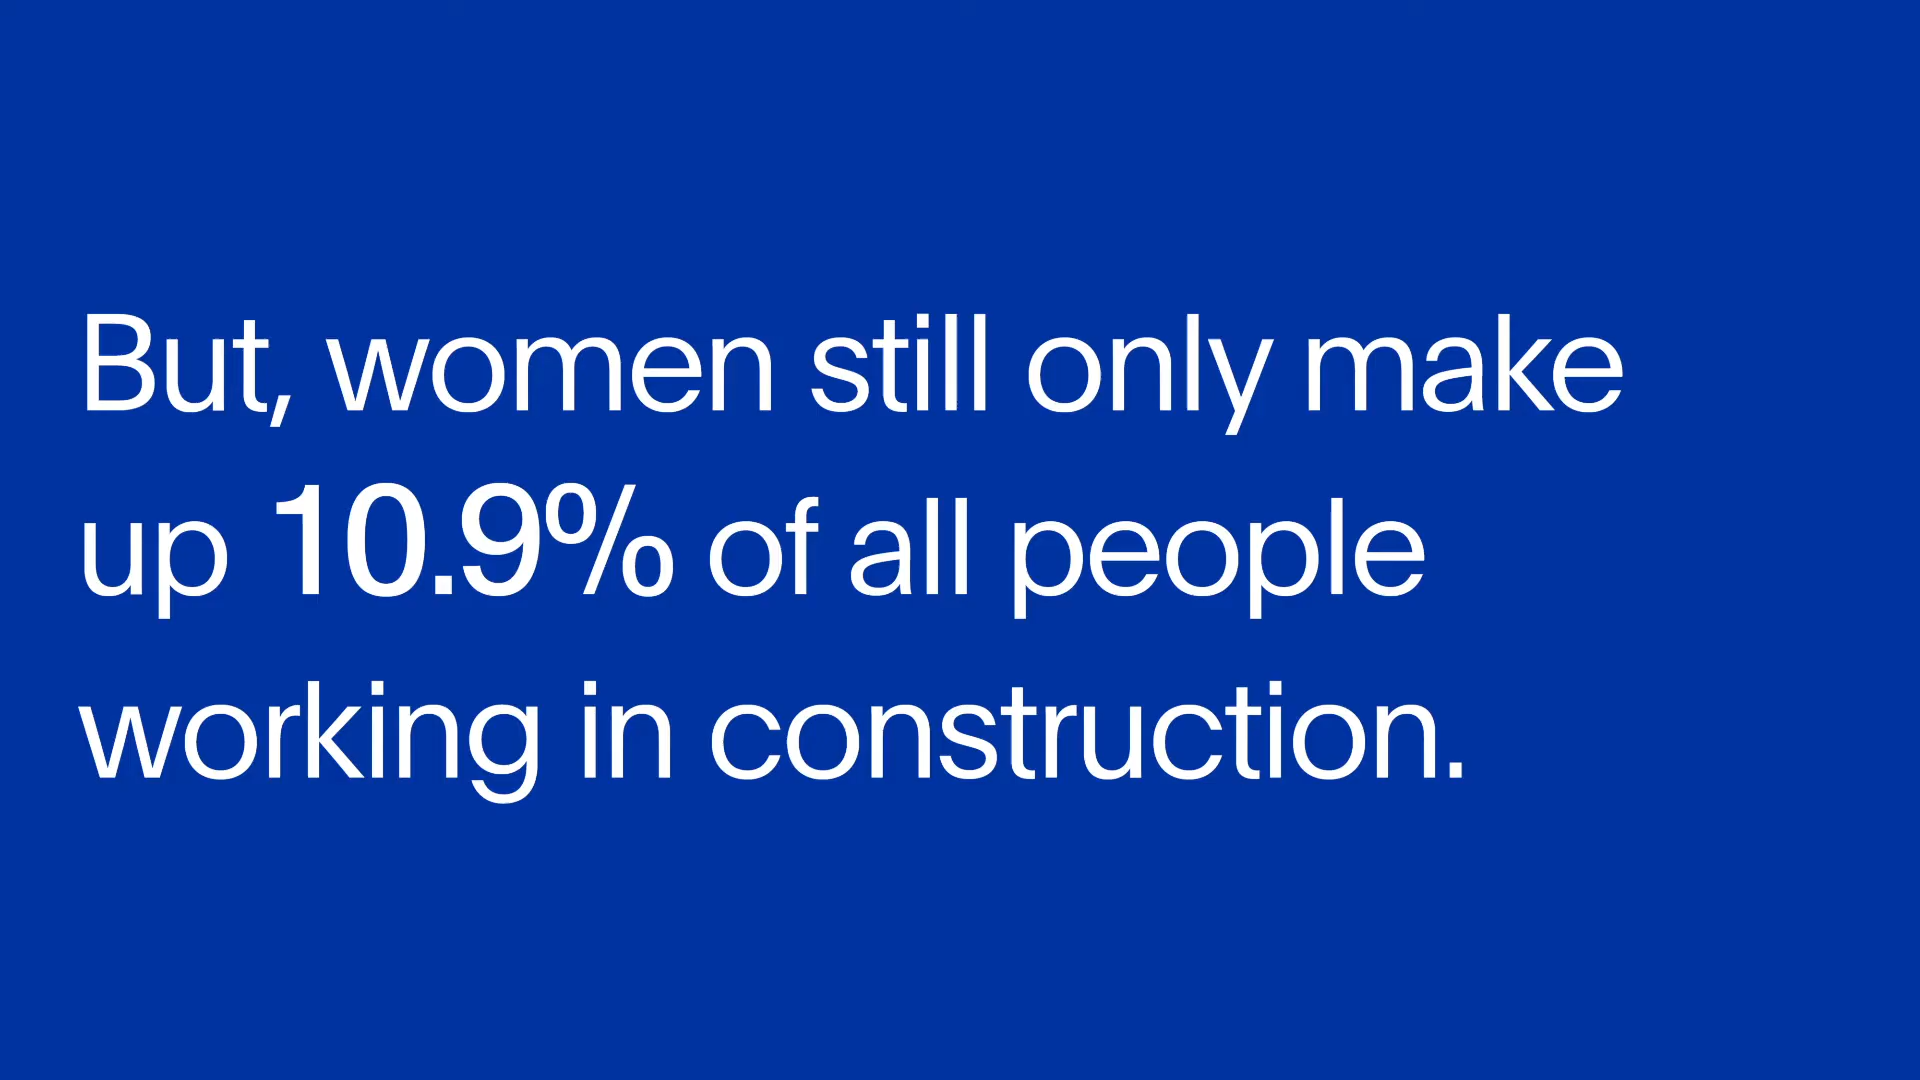 But, women still only make
up 10.9% of all people
working in construction.